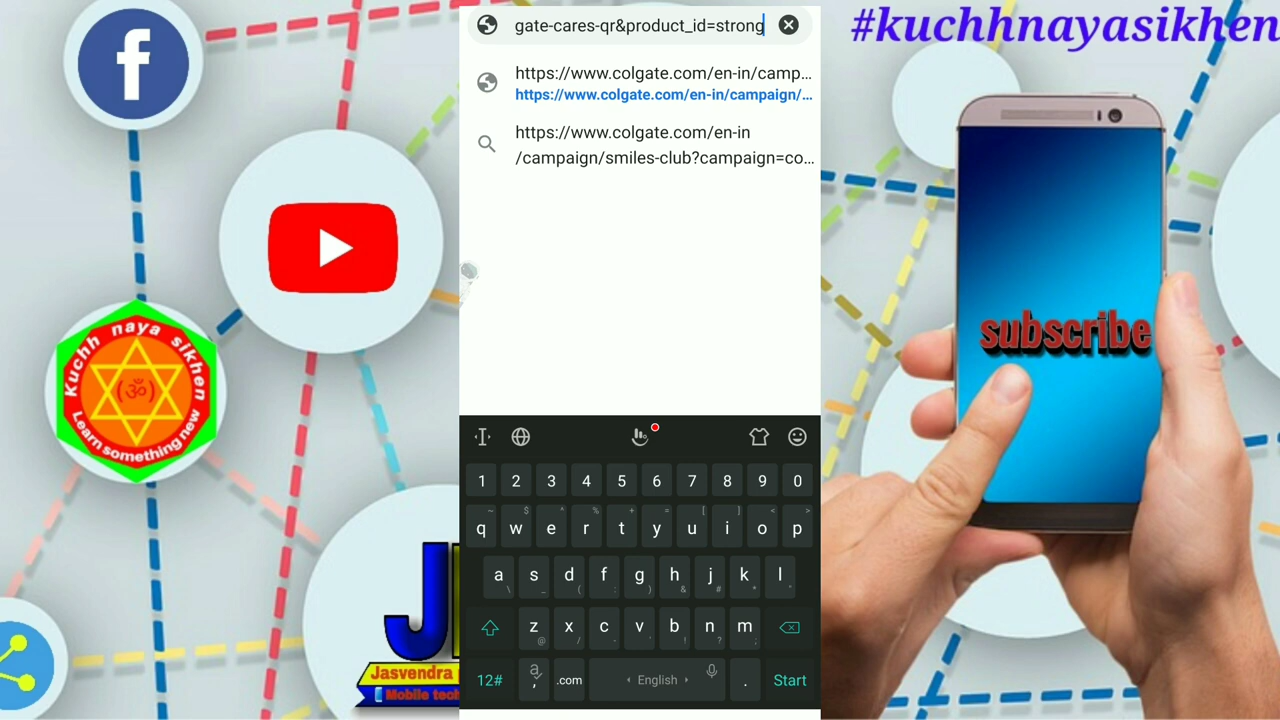 #kuchhnayasikhen
gate-cares-qr&product_id=strong
https://www.colgate.com/en-in/camp...
https://www.colgate.com/en-in/campaign/...
https://www.colgate.com/en-in
/campaign/smiles-club?campaign=co...
f
Kuchh naya sikhen
(ॐ)
Learn something new
J
Jasvendra
Mobile tech
subscribe
1 2 3 4 5 6 7 8 9 0
q w e r t y u i o p
a s d f g h j k l
z x c v b n m
12# , .com English . Start